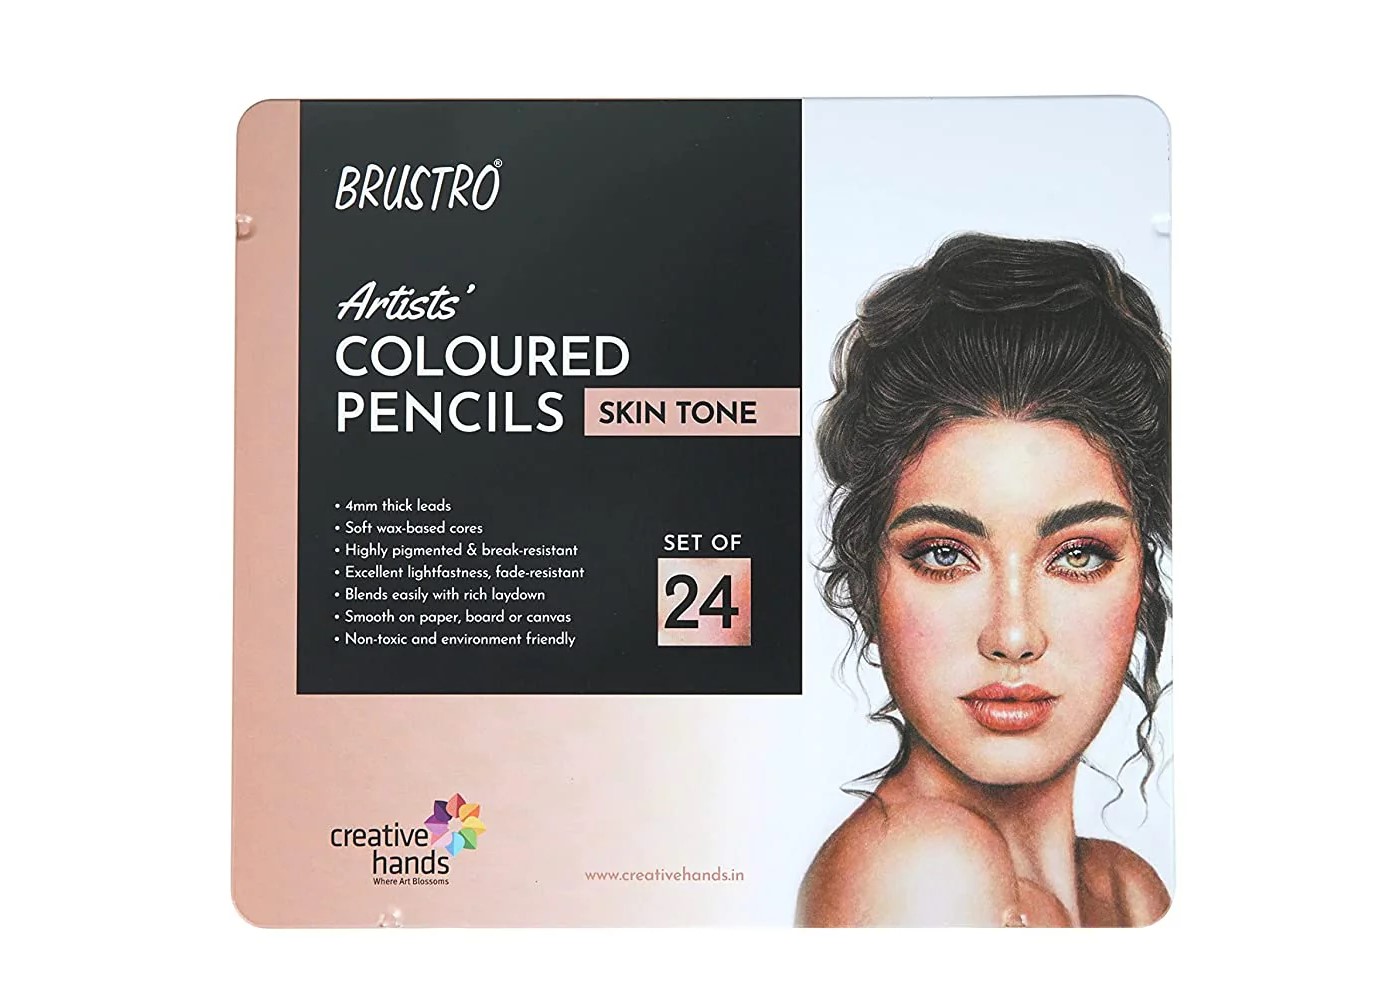 BRUSTRO®
Artists'
COLOURED
PENCILS SKIN TONE
• 4mm thick leads
• Soft wax-based cores
• Highly pigmented & break-resistant
• Excellent lightfastness, fade-resistant
• Blends easily with rich laydown
• Smooth on paper, board or canvas
• Non-toxic and environment friendly
SET OF
24
creative
hands
Where Art Blossoms
www.creativehands.in